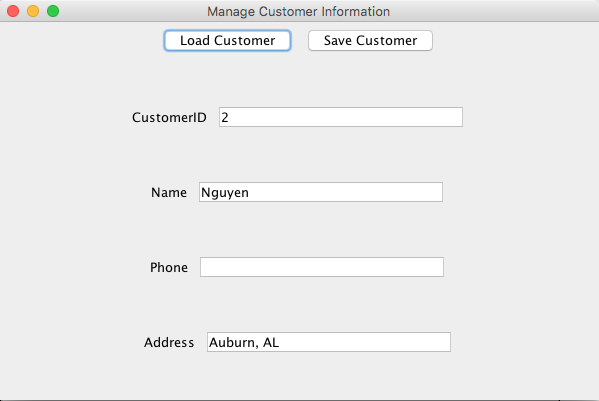 Manage Customer Information
Load Customer Save Customer
CustomerID 2
Name Nguyen
Phone
Address Auburn, AL